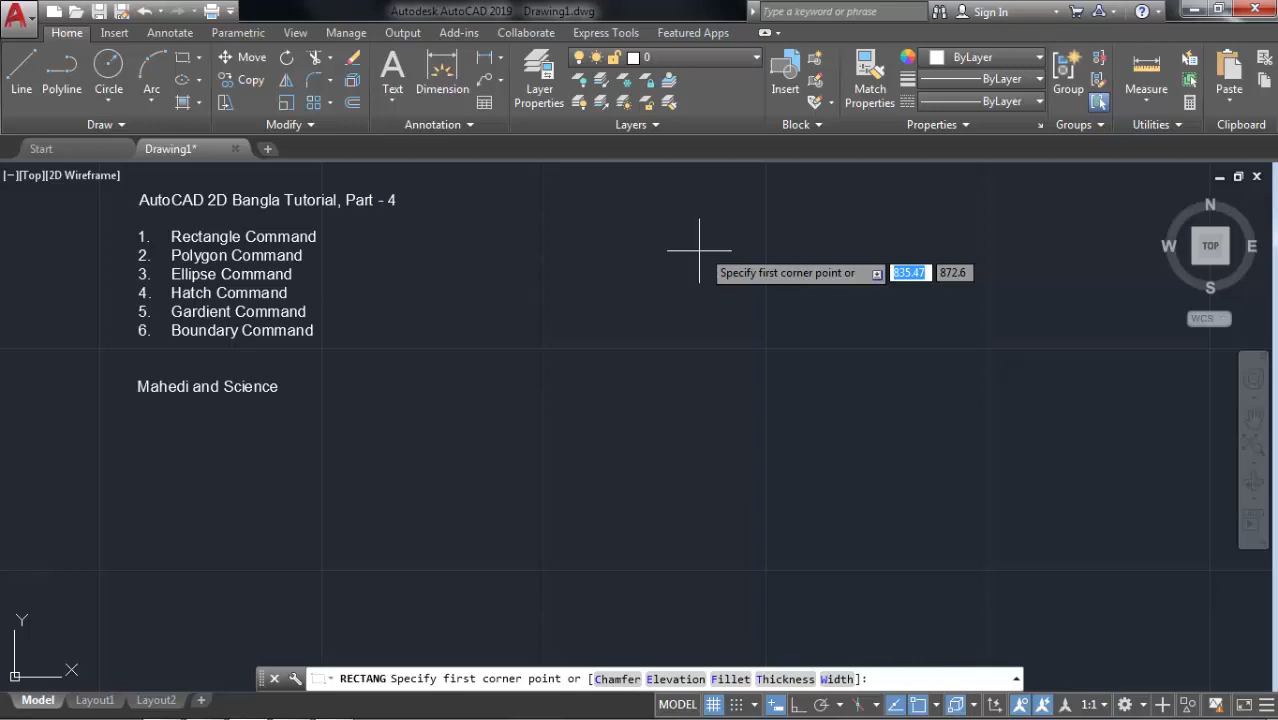 Autodesk AutoCAD 2019 Drawing1.dwg
Type a keyword or phrase
Sign In
Home Insert Annotate Parametric View Manage Output Add-ins Collaborate Express Tools Featured Apps
Line Polyline Circle Arc
Move
Copy
Text Dimension
Layer Properties
0
Insert
Match Properties
ByLayer
ByLayer
ByLayer
Group
Measure
Paste
Draw Modify Annotation Layers Block Properties Groups Utilities Clipboard
Start Drawing1*
[−][Top][2D Wireframe]
AutoCAD 2D Bangla Tutorial, Part - 4
1. Rectangle Command
2. Polygon Command
3. Ellipse Command
4. Hatch Command
5. Gardient Command
6. Boundary Command
Mahedi and Science
Specify first corner point or 835.47 872.6
N
W TOP E
S
WCS
Y
X
RECTANG Specify first corner point or [Chamfer Elevation Fillet Thickness Width]:
Model Layout1 Layout2
MODEL 1:1